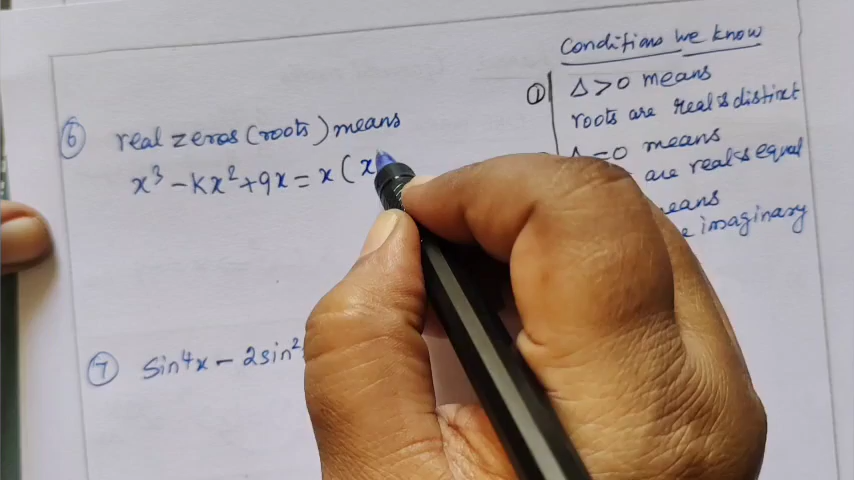 ⑥ real zeros (roots) means
x³ - kx² + 9x = x (x
⑦ sin⁴x - 2sin²
Conditions we know
① Δ > 0 means
roots are real & distinct
Δ = 0 means
are real & equal
means
imaginary